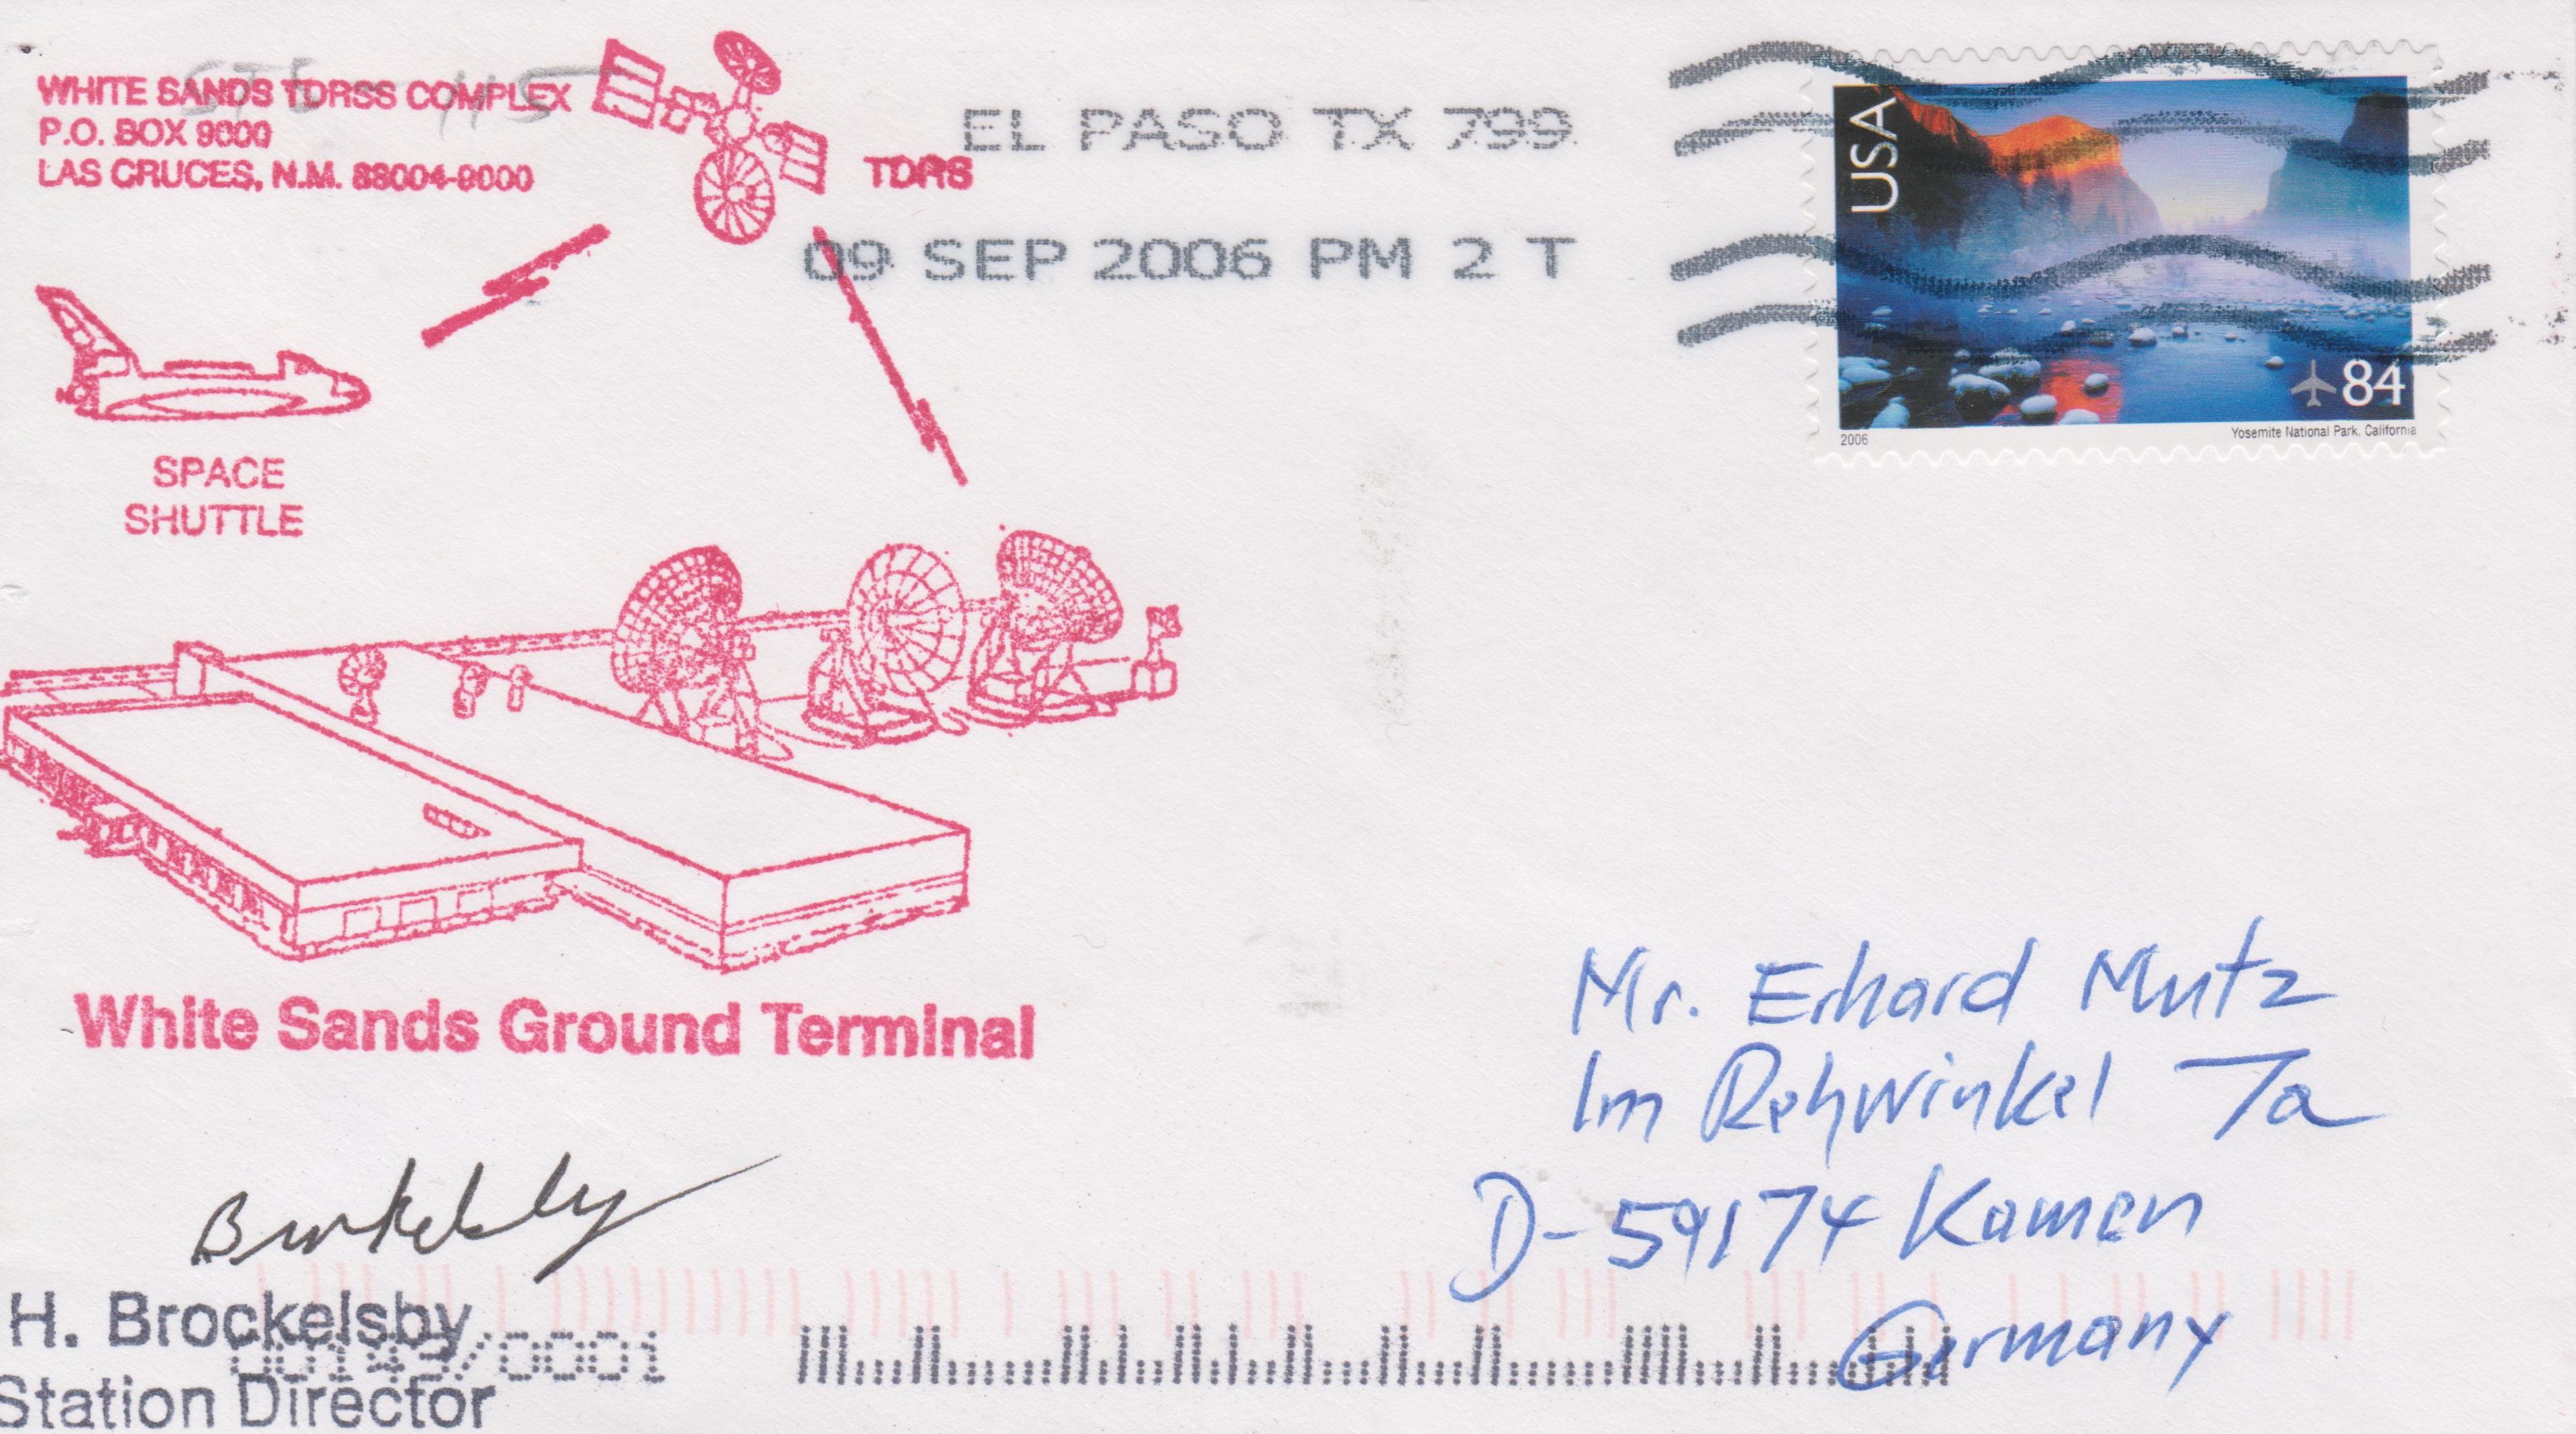 WHITE SANDS TDRSS COMPLEX
P.O. BOX 9000
LAS CRUCES, N.M. 88004-9000
TDRS
EL PASO TX 799
09 SEP 2006 PM 2 T
USA
84
2006
Yosemite National Park, California
SPACE
SHUTTLE
White Sands Ground Terminal
Mr. Erhard Mutz
Im Rehwinkel 7a
D-59174 Kamen
Germany
Brockelsby
H. Brockelsby
Station Director